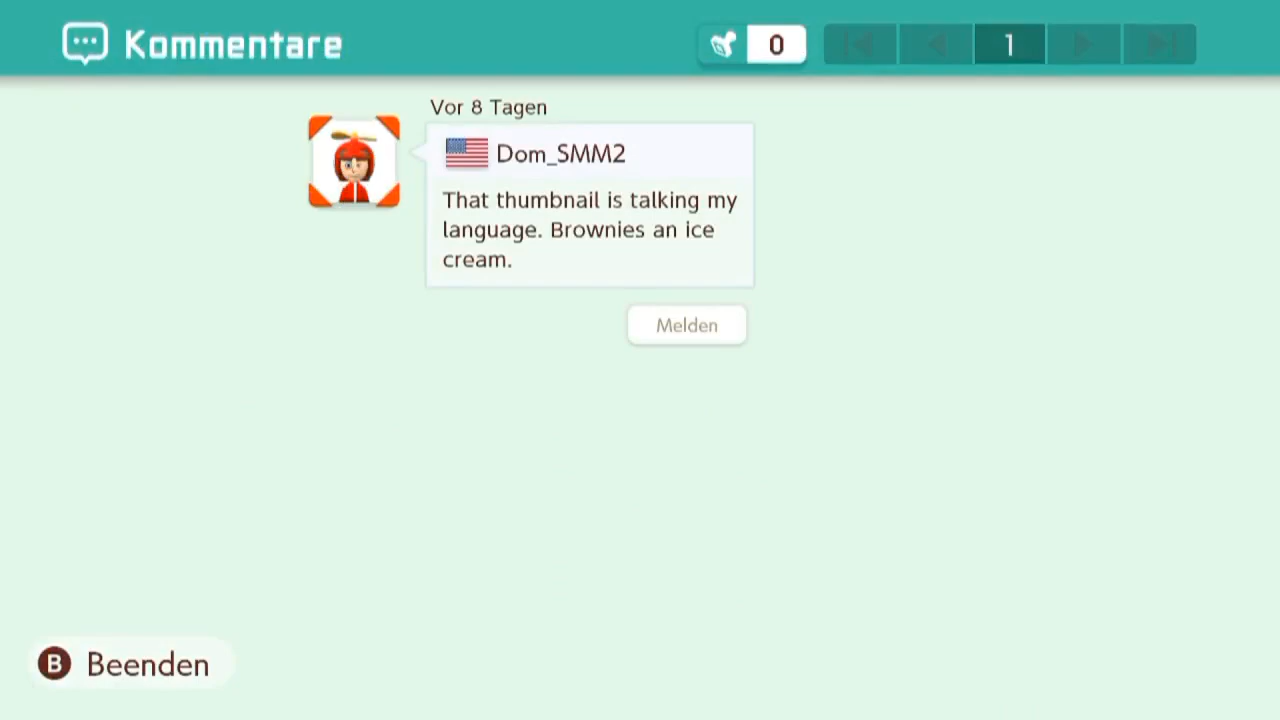 Kommentare
0
1
Vor 8 Tagen
Dom_SMM2
That thumbnail is talking my
language. Brownies an ice
cream.
Melden
B Beenden